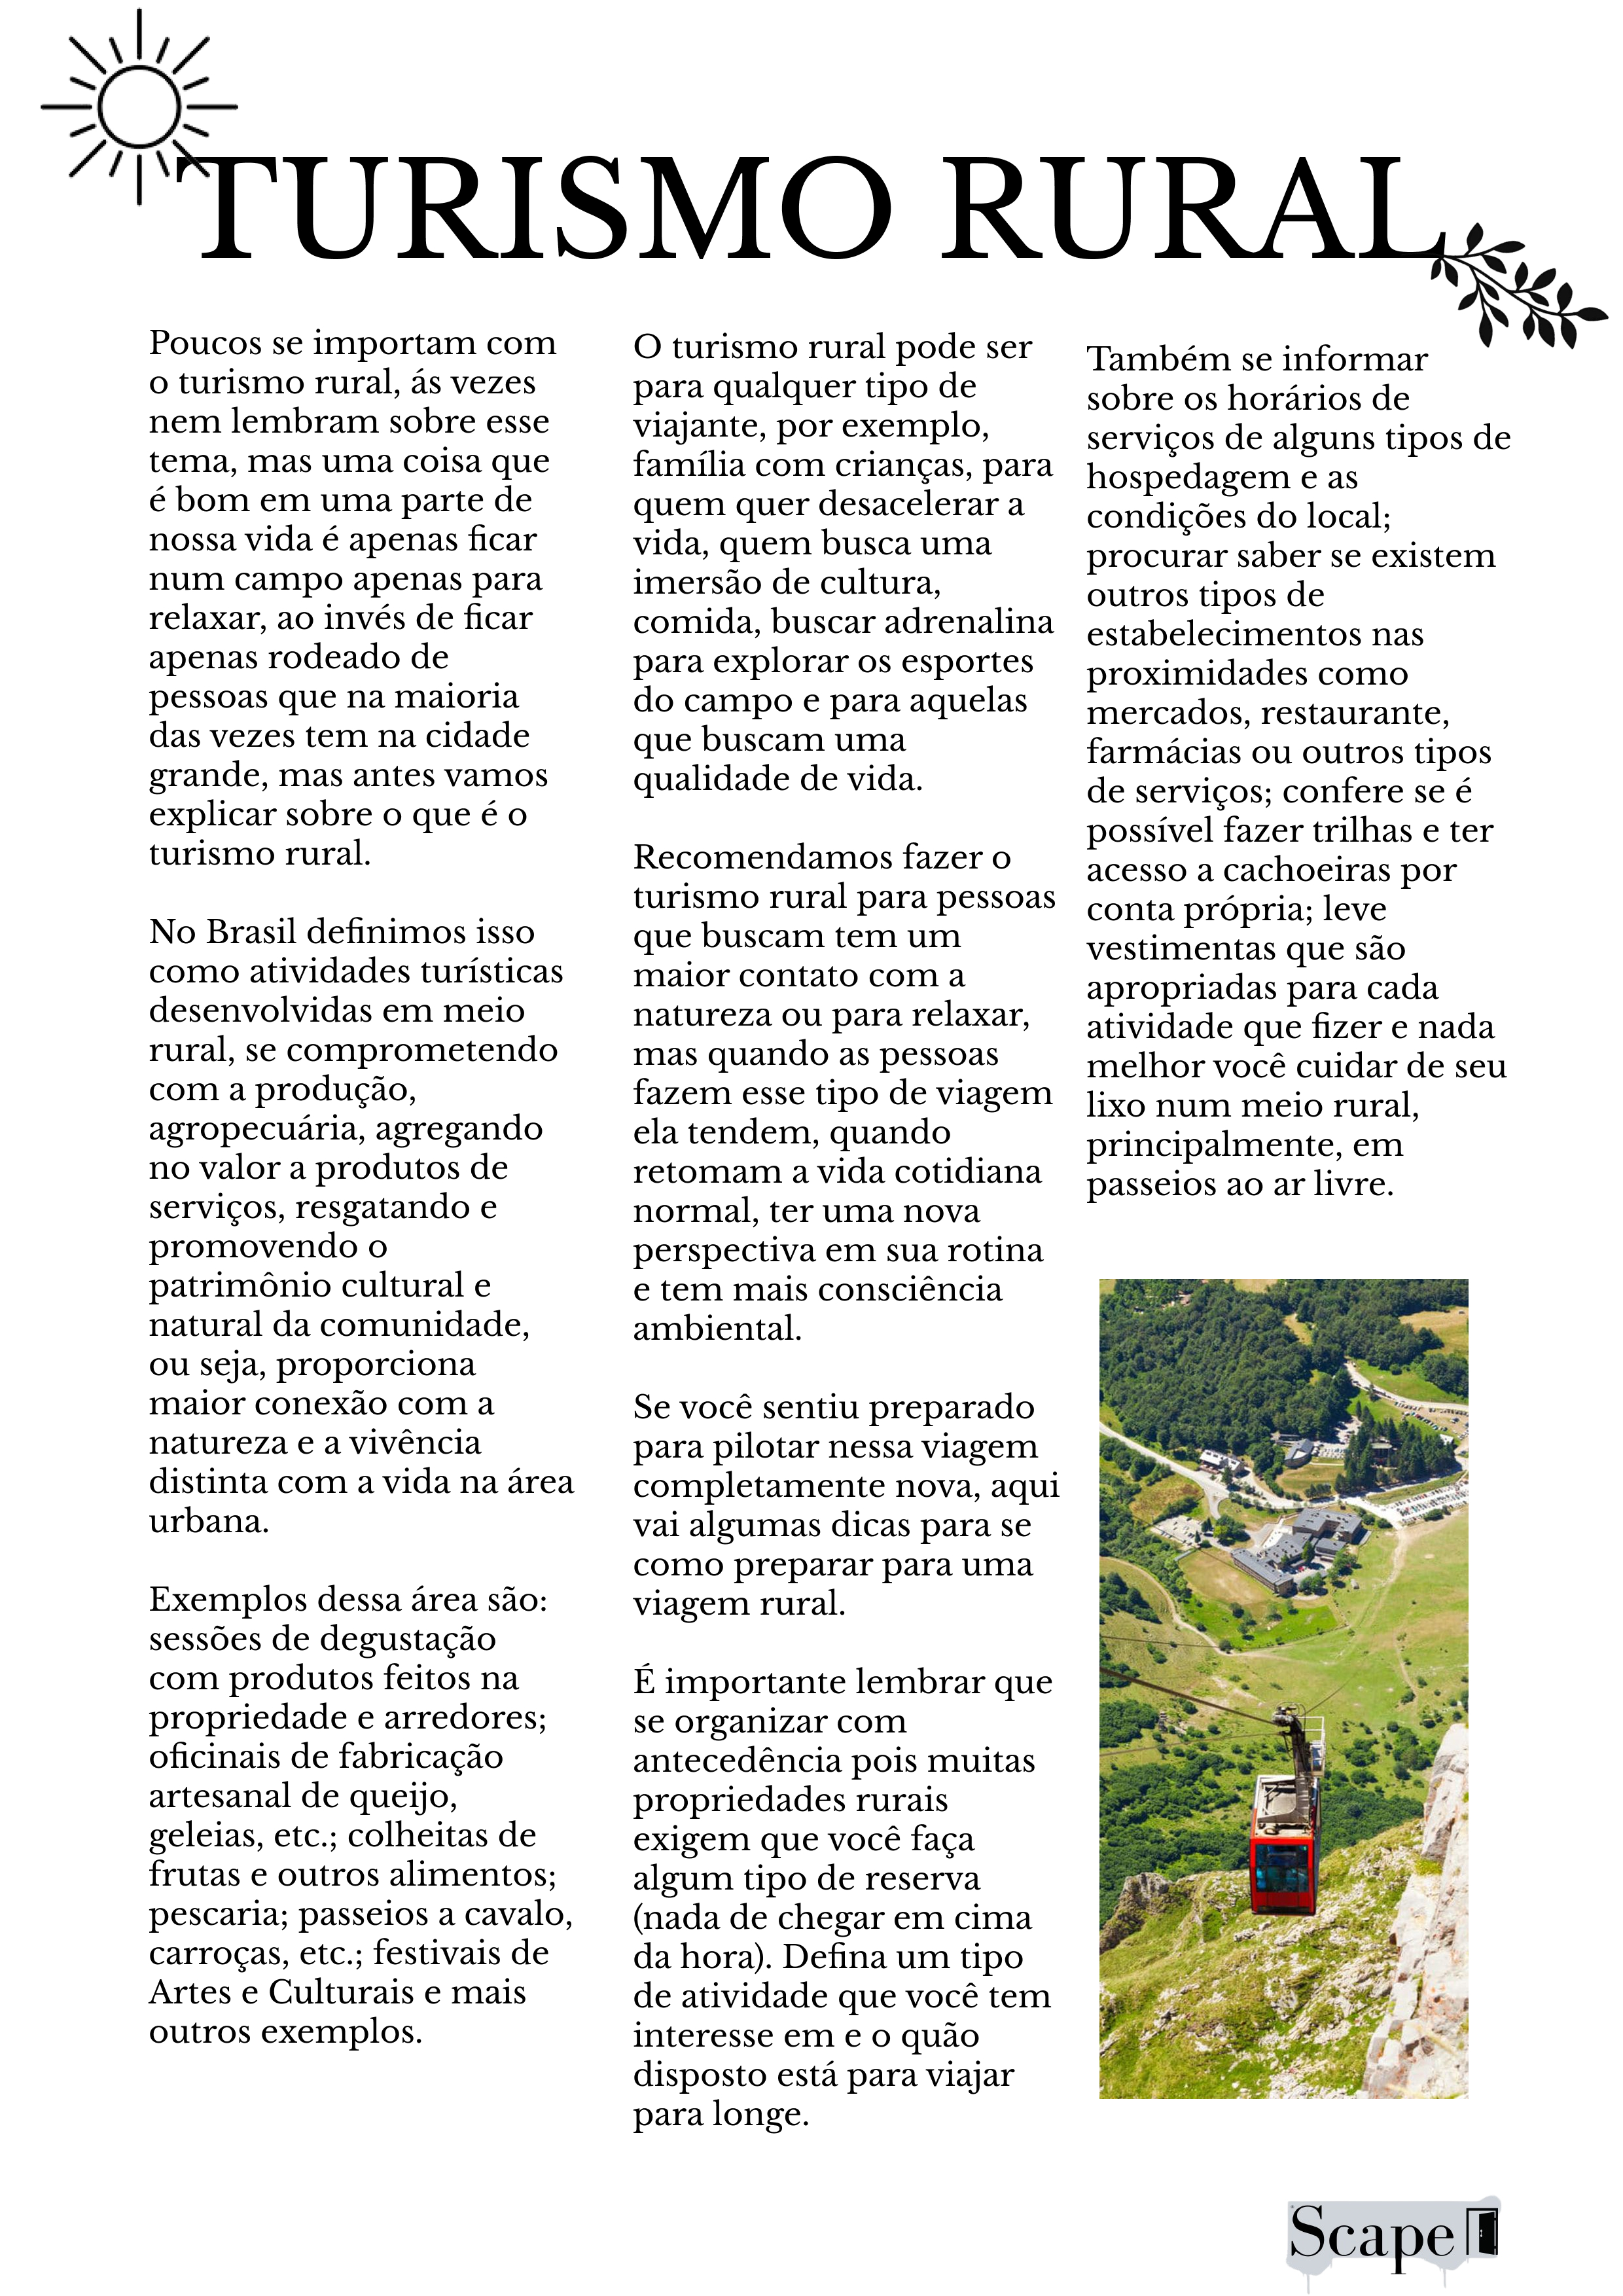 TURISMO RURAL
Poucos se importam com
o turismo rural, ás vezes
nem lembram sobre esse
tema, mas uma coisa que
é bom em uma parte de
nossa vida é apenas ficar
num campo apenas para
relaxar, ao invés de ficar
apenas rodeado de
pessoas que na maioria
das vezes tem na cidade
grande, mas antes vamos
explicar sobre o que é o
turismo rural.
No Brasil definimos isso
como atividades turísticas
desenvolvidas em meio
rural, se comprometendo
com a produção,
agropecuária, agregando
no valor a produtos de
serviços, resgatando e
promovendo o
patrimônio cultural e
natural da comunidade,
ou seja, proporciona
maior conexão com a
natureza e a vivência
distinta com a vida na área
urbana.
Exemplos dessa área são:
sessões de degustação
com produtos feitos na
propriedade e arredores;
oficinais de fabricação
artesanal de queijo,
geleias, etc.; colheitas de
frutas e outros alimentos;
pescaria; passeios a cavalo,
carroças, etc.; festivais de
Artes e Culturais e mais
outros exemplos.
O turismo rural pode ser
para qualquer tipo de
viajante, por exemplo,
família com crianças, para
quem quer desacelerar a
vida, quem busca uma
imersão de cultura,
comida, buscar adrenalina
para explorar os esportes
do campo e para aquelas
que buscam uma
qualidade de vida.
Recomendamos fazer o
turismo rural para pessoas
que buscam tem um
maior contato com a
natureza ou para relaxar,
mas quando as pessoas
fazem esse tipo de viagem
ela tendem, quando
retomam a vida cotidiana
normal, ter uma nova
perspectiva em sua rotina
e tem mais consciência
ambiental.
Se você sentiu preparado
para pilotar nessa viagem
completamente nova, aqui
vai algumas dicas para se
como preparar para uma
viagem rural.
É importante lembrar que
se organizar com
antecedência pois muitas
propriedades rurais
exigem que você faça
algum tipo de reserva
(nada de chegar em cima
da hora). Defina um tipo
de atividade que você tem
interesse em e o quão
disposto está para viajar
para longe.
Também se informar
sobre os horários de
serviços de alguns tipos de
hospedagem e as
condições do local;
procurar saber se existem
outros tipos de
estabelecimentos nas
proximidades como
mercados, restaurante,
farmácias ou outros tipos
de serviços; confere se é
possível fazer trilhas e ter
acesso a cachoeiras por
conta própria; leve
vestimentas que são
apropriadas para cada
atividade que fizer e nada
melhor você cuidar de seu
lixo num meio rural,
principalmente, em
passeios ao ar livre.
Scape